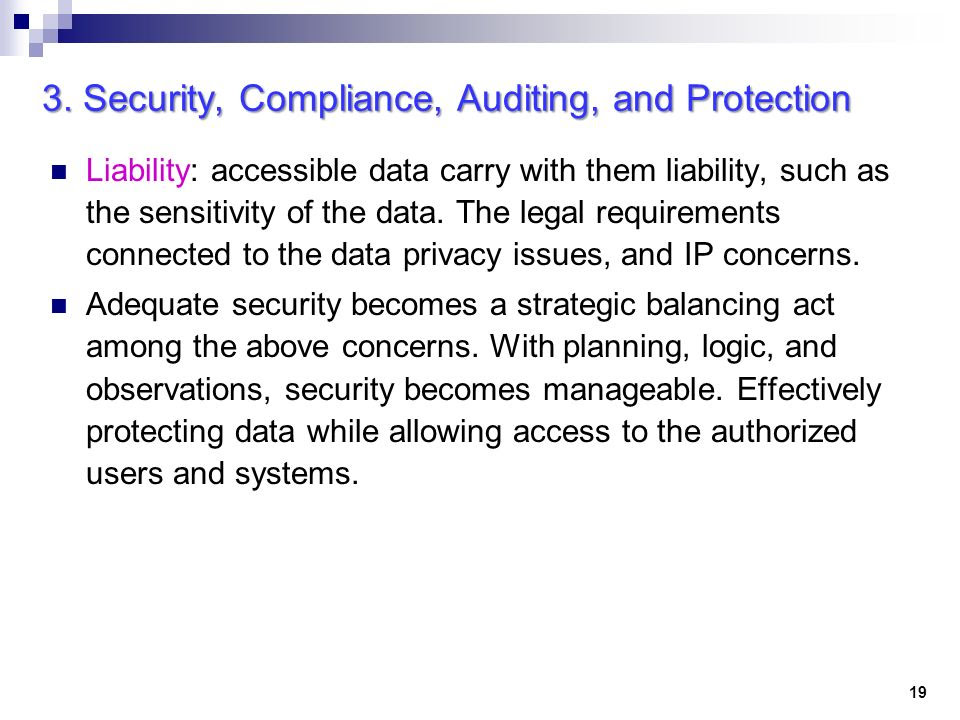 3. Security, Compliance, Auditing, and Protection
Liability: accessible data carry with them liability, such as
the sensitivity of the data. The legal requirements
connected to the data privacy issues, and IP concerns.
Adequate security becomes a strategic balancing act
among the above concerns. With planning, logic, and
observations, security becomes manageable. Effectively
protecting data while allowing access to the authorized
users and systems.
19